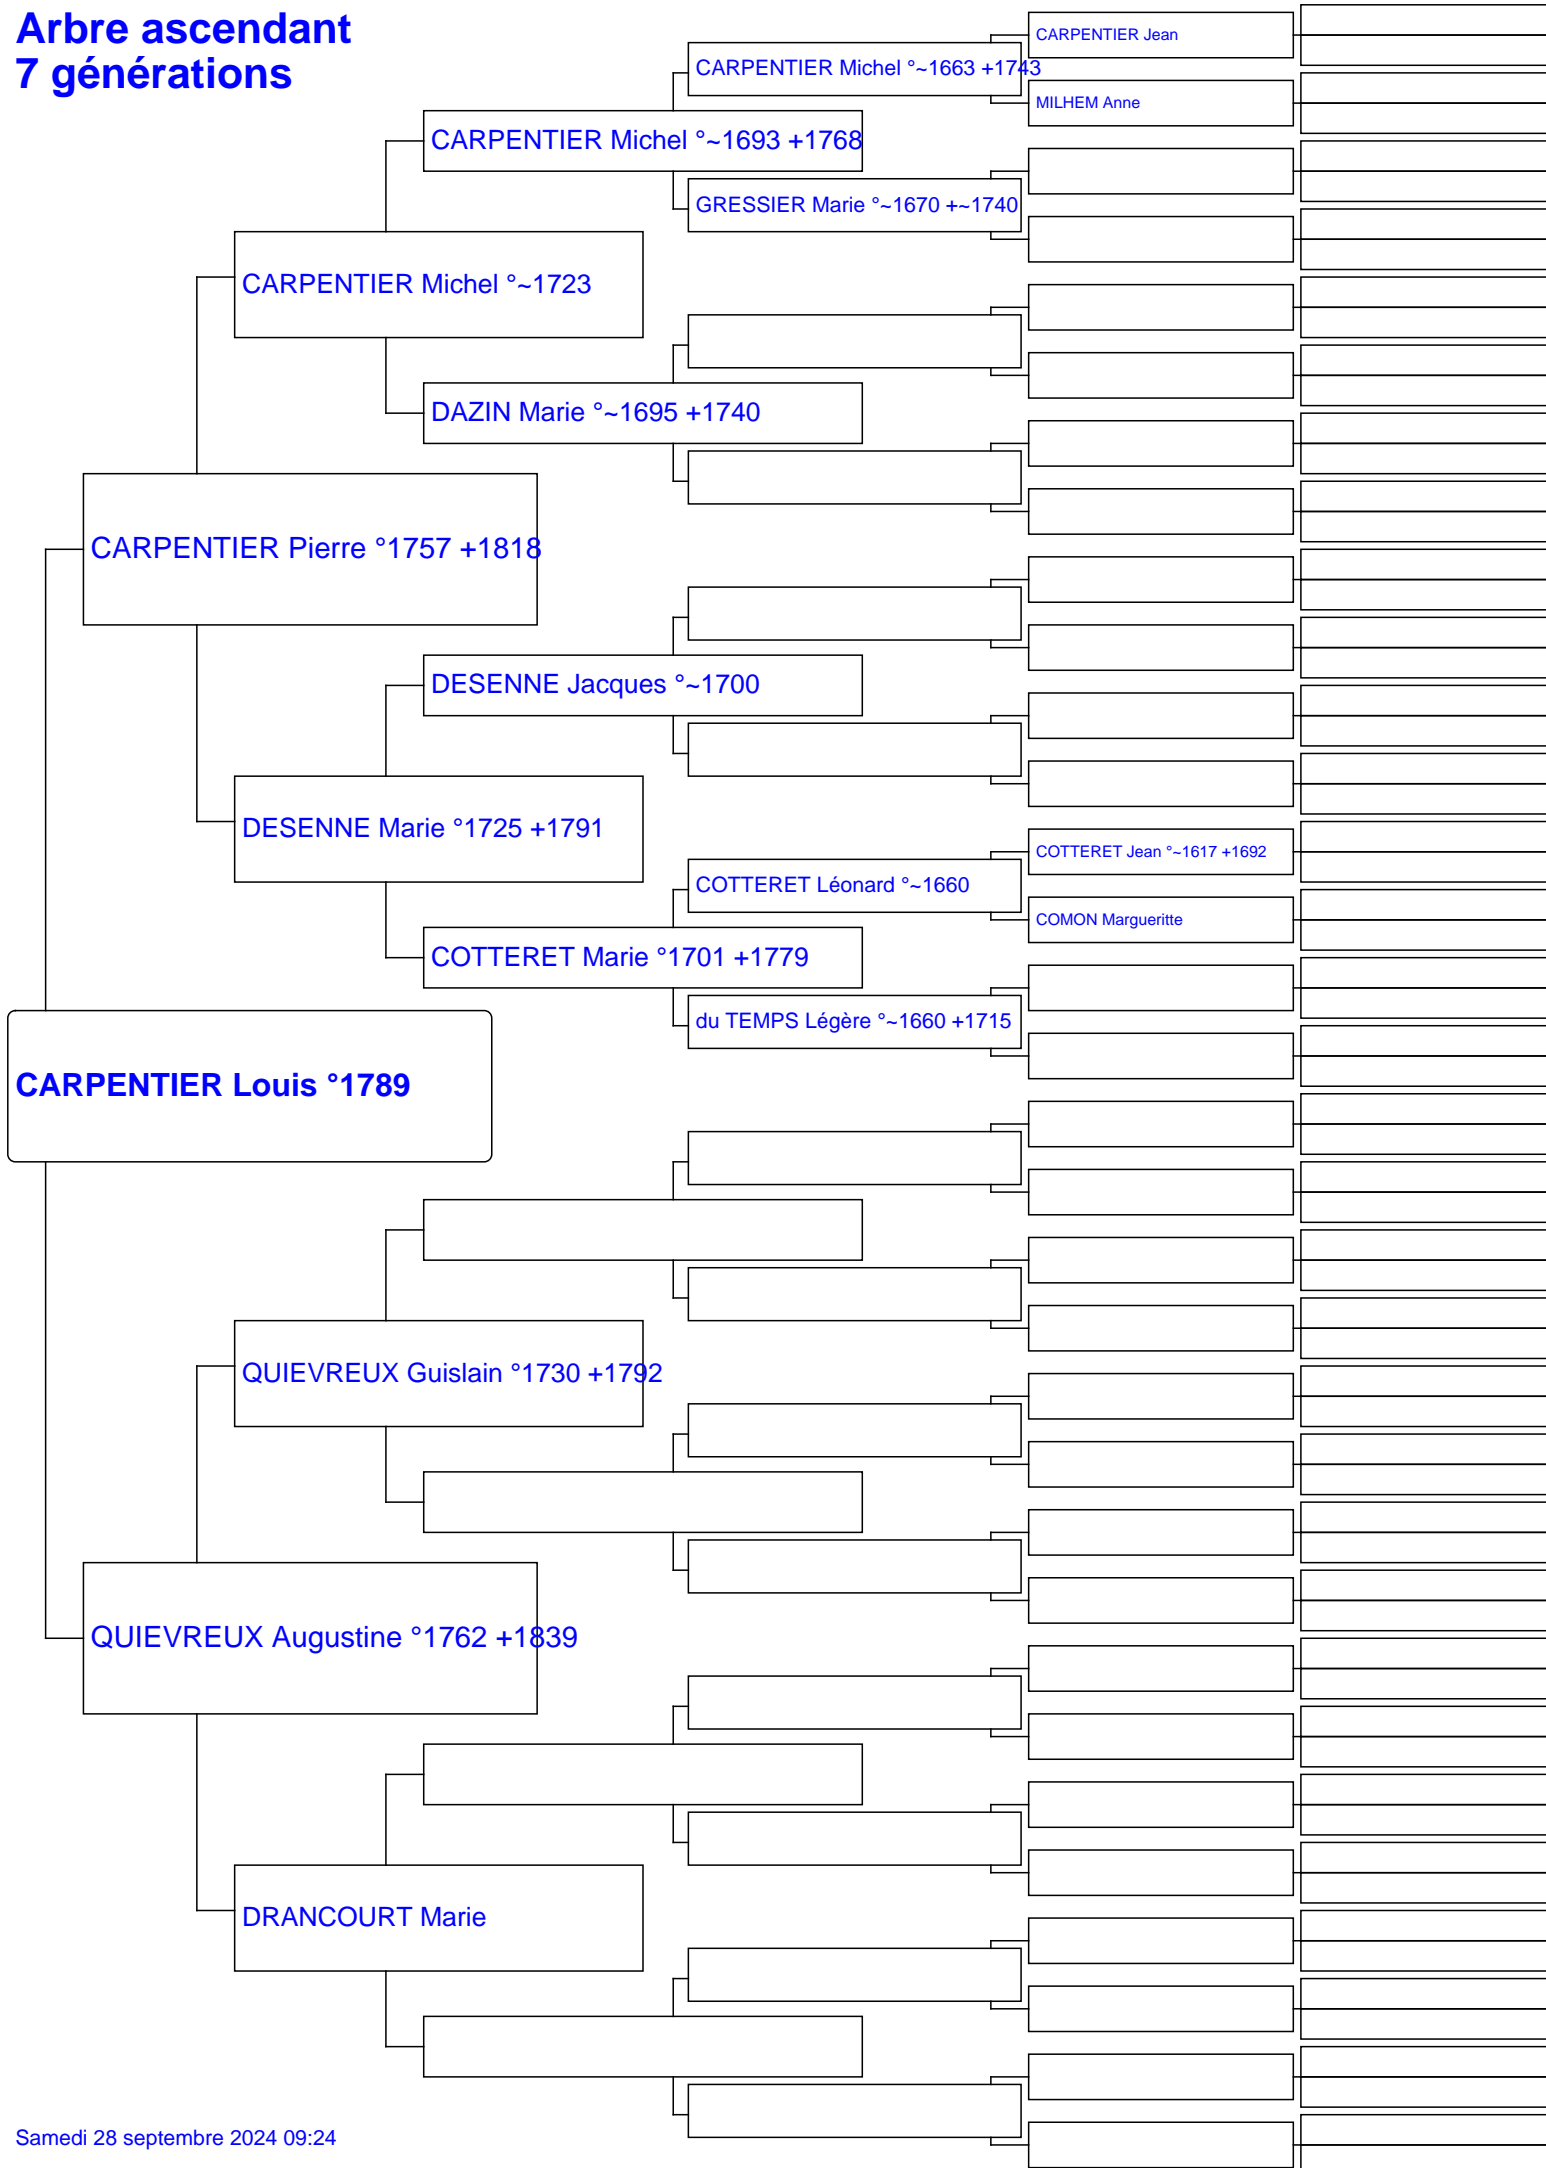 Arbre ascendant
7 générations
CARPENTIER Jean
CARPENTIER Michel °~1663 +1743
MILHEM Anne
CARPENTIER Michel °~1693 +1768
GRESSIER Marie °~1670 +~1740
CARPENTIER Michel °~1723
DAZIN Marie °~1695 +1740
CARPENTIER Pierre °1757 +1818
DESENNE Jacques °~1700
DESENNE Marie °1725 +1791
COTTERET Jean °~1617 +1692
COTTERET Léonard °~1660
COMON Margueritte
COTTERET Marie °1701 +1779
du TEMPS Légère °~1660 +1715
CARPENTIER Louis °1789
QUIEVREUX Guislain °1730 +1792
QUIEVREUX Augustine °1762 +1839
DRANCOURT Marie
Samedi 28 septembre 2024 09:24